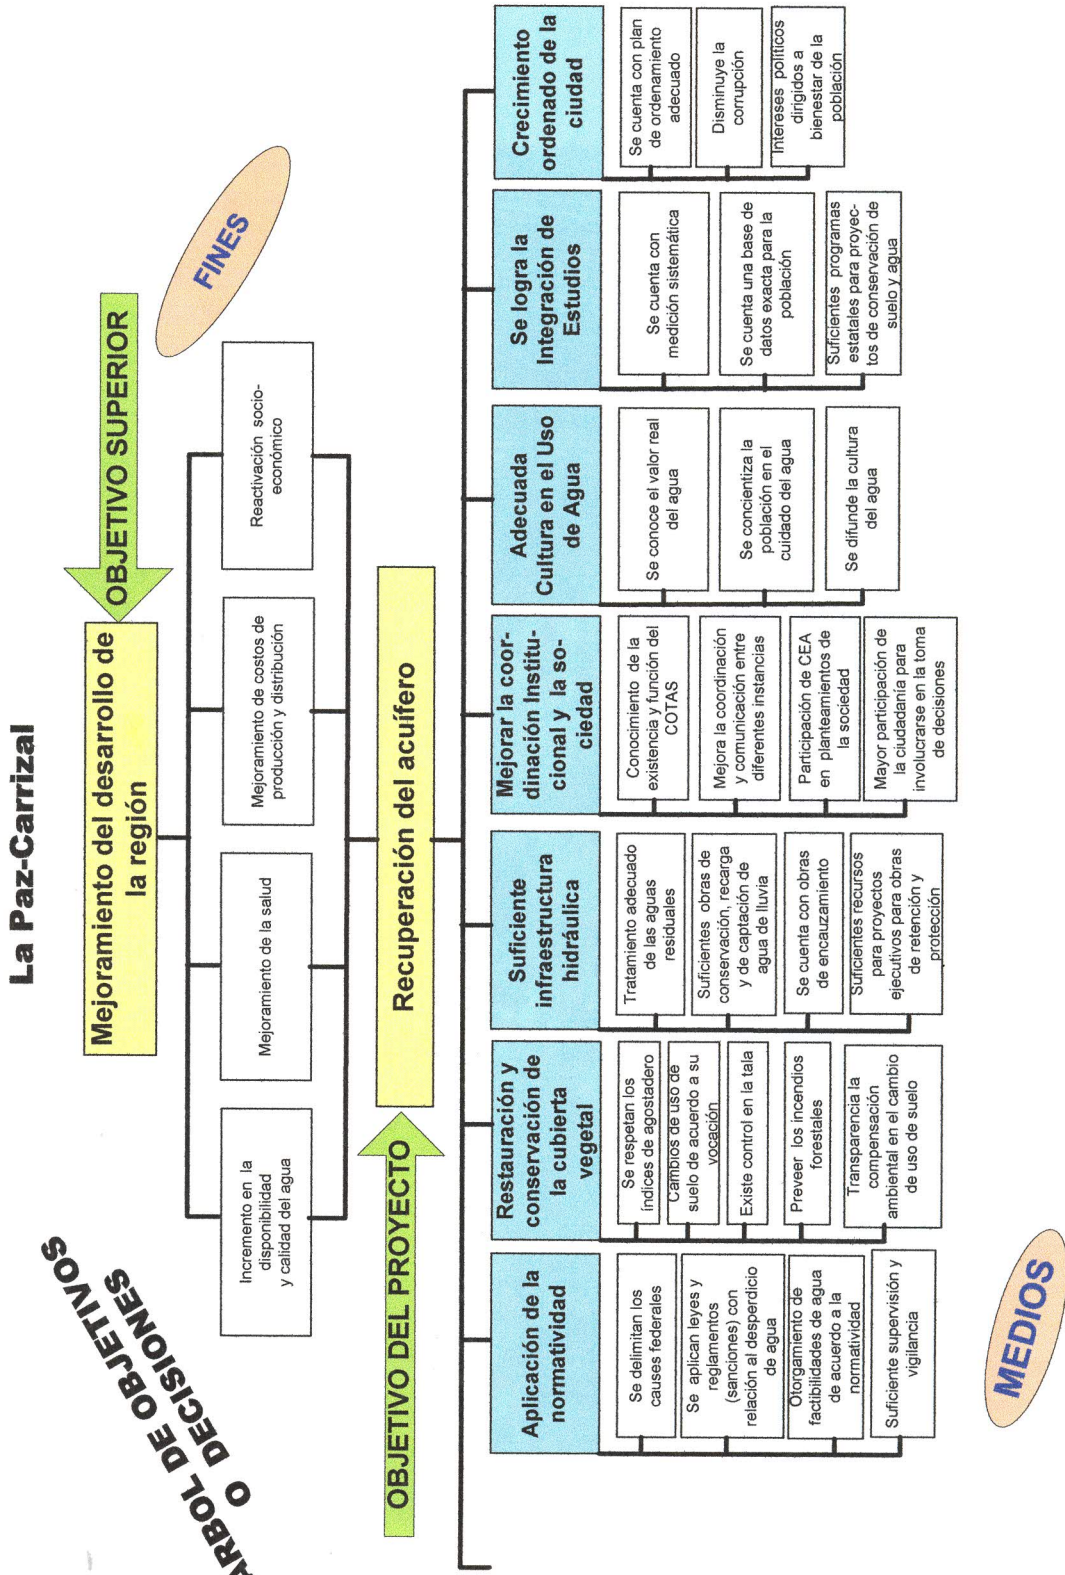 La Paz-Carrizal
ARBOL DE OBJETIVOS
O DECISIONES
Mejoramiento del desarrollo de
la región
OBJETIVO SUPERIOR
FINES
Incremento en la
disponibilidad
y calidad del agua
Mejoramiento de la salud
Mejoramiento de costos de
producción y distribución
Reactivación socio-
económico
OBJETIVO DEL PROYECTO
Recuperación del acuífero
Aplicación de la
normatividad
Se delimitan los
causes federales
Se aplican leyes y
reglamentos
(sanciones) con
relación al desperdicio
de agua
Otorgamiento de
factibilidades de agua
de acuerdo a la
normatividad
Suficiente supervisión y
vigilancia
Restauración y
conservación de
la cubierta
vegetal
Se respetan los
índices de agostadero
Cambios de uso de
suelo de acuerdo a su
vocación
Existe control en la tala
Preveer los incendios
forestales
Transparencia la
compensación
ambiental en el cambio
de uso de suelo
Suficiente
infraestructura
hidráulica
Tratamiento adecuado
de las aguas
residuales
Suficientes obras de
conservación, recarga
y de captación de
agua de lluvia
Se cuenta con obras
de encauzamiento
Suficientes recursos
para proyectos
ejecutivos para obras
de retención y
protección
Mejorar la coor-
dinación Institu-
cional y la so-
ciedad
Conocimiento de la
existencia y función del
COTAS
Mejora la coordinación
y comunicación entre
diferentes instancias
Participación de CEA
en planteamientos de
la sociedad
Mayor participación de
la ciudadanía para
involucrarse en la toma
de decisiones
Adecuada
Cultura en el Uso
de Agua
Se conoce el valor real
del agua
Se concientiza la
población en el
cuidado del agua
Se difunde la cultura
del agua
Se logra la
Integración de
Estudios
Se cuenta con
medición sistemática
Se cuenta una base de
datos exacta para la
población
Suficientes programas
estatales para proyec-
tos de conservación de
suelo y agua
Crecimiento
ordenado de la
ciudad
Se cuenta con plan
de ordenamiento
adecuado
Disminuye la
corrupción
Intereses políticos
dirigidos a
bienestar de la
población
MEDIOS